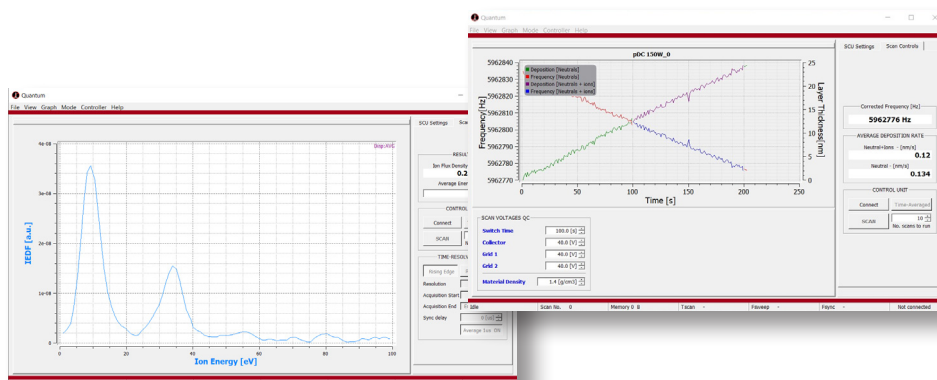 Quantum
File View Graph Mode Controller Help
pDC 150W_0
Deposition [Neutrals]
Frequency [Neutrals]
Deposition [Neutrals + ions]
Frequency [Neutrals + ions]
Frequency[Hz]
5962840
5962830
5962820
5962810
5962800
5962790
5962780
5962770
Layer Thickness[nm]
25
20
15
10
5
0
0 50 100 150 200 250
Time [s]
SCAN VOLTAGES QC
Switch Time 100.0 [s]
Collector 40.0 [V]
Grid 1 40.0 [V]
Grid 2 40.0 [V]
Material Density 1.4 [g/cm3]
SCU Settings Scan Controls
Corrected Frequency [Hz]
5962776 Hz
AVERAGE DEPOSITION RATE
Neutral+Ions - [nm/s]
0.12
Neutral - [nm/s]
0.134
CONTROL UNIT
Connect Time-Averaged
SCAN 10
No. scans to run
Idle Scan No. 0 Memory 0 B Tscan - Fsweep - Fsync - Not connected
Quantum
File View Graph Mode Controller Help
IEDF [a.u.]
4e-08
3e-08
2e-08
1e-08
0
0 20 40 60 80 100
Ion Energy [eV]
SCU Settings
RESUL
Ion Flux Density
0.2
Average Ener
CONTRO
Connect
SCAN
TIME-RESOL
Rising Edge
Resolution
Acquisition Start
Acquisition End
Sync delay 0 [us]
Average 1us ON